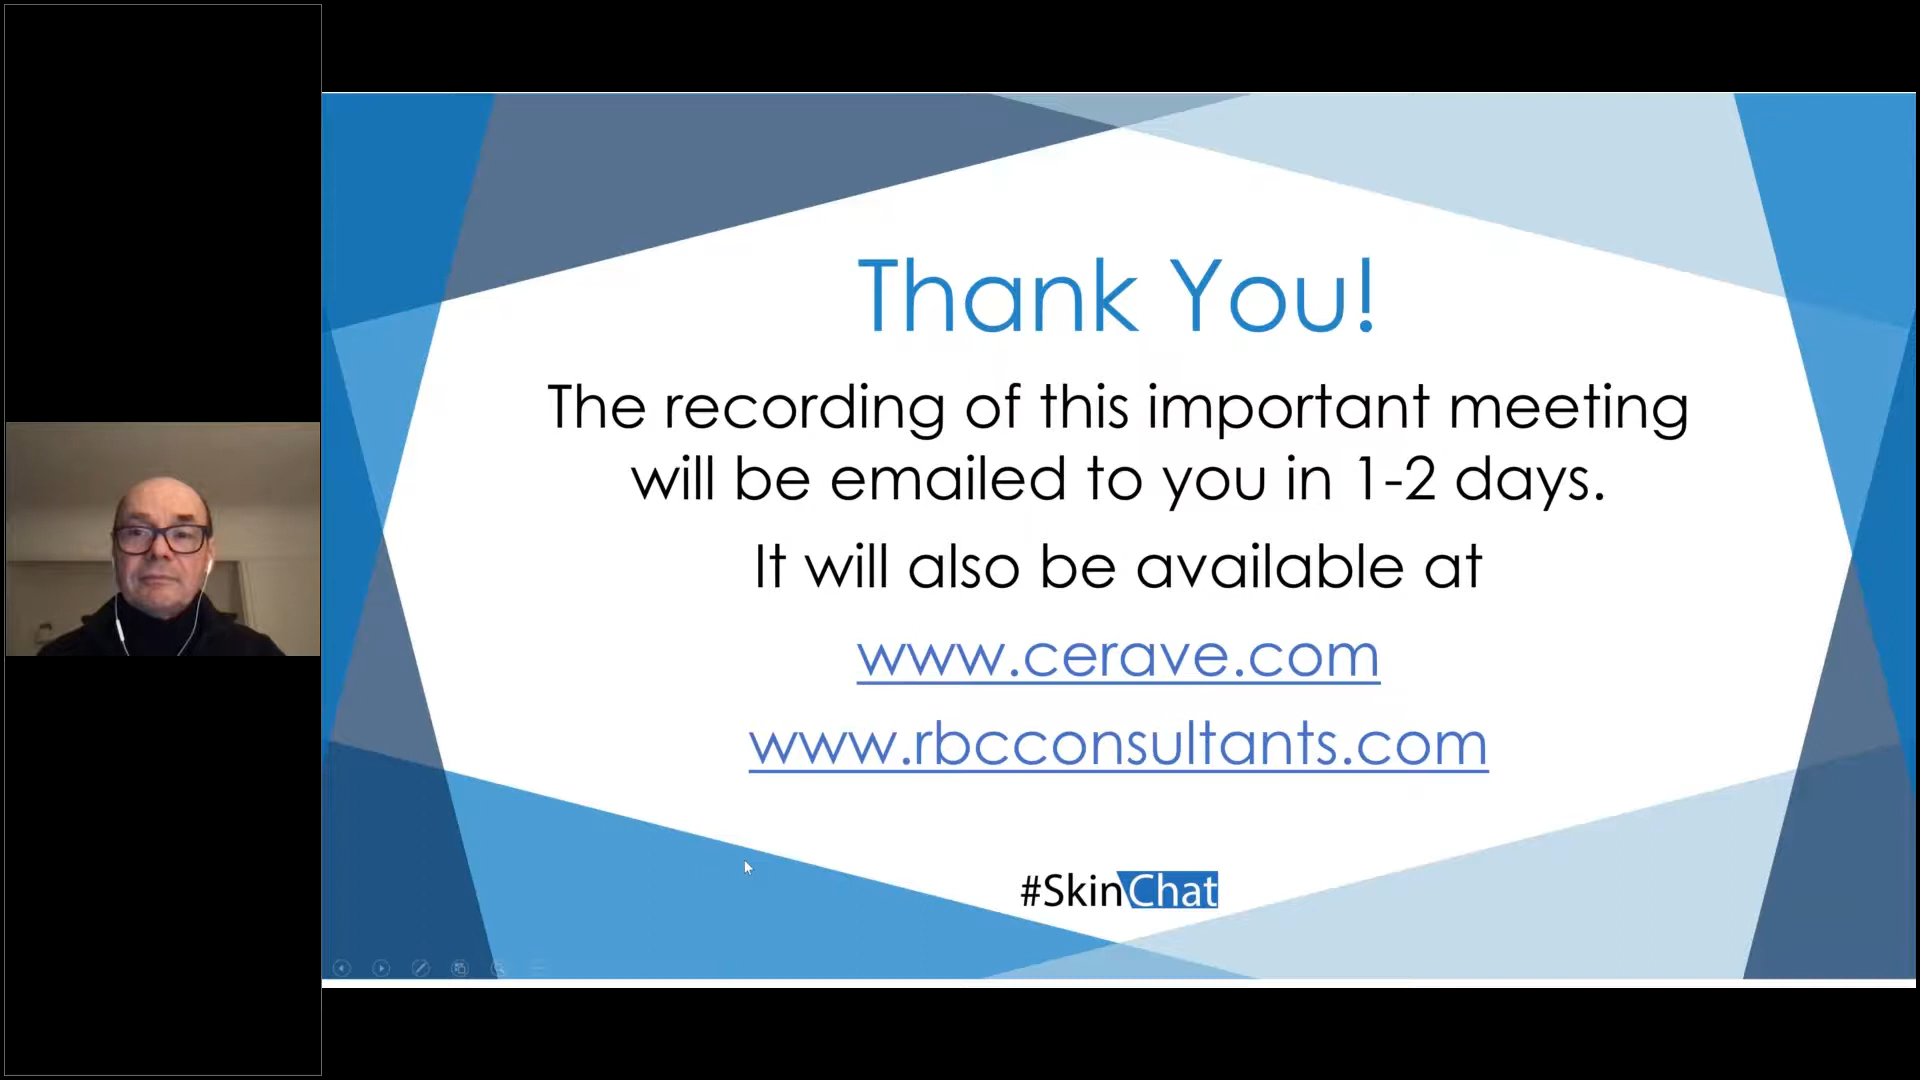 Thank You!
The recording of this important meeting
will be emailed to you in 1-2 days.
It will also be available at
www.cerave.com
www.rbcconsultants.com
#SkinChat